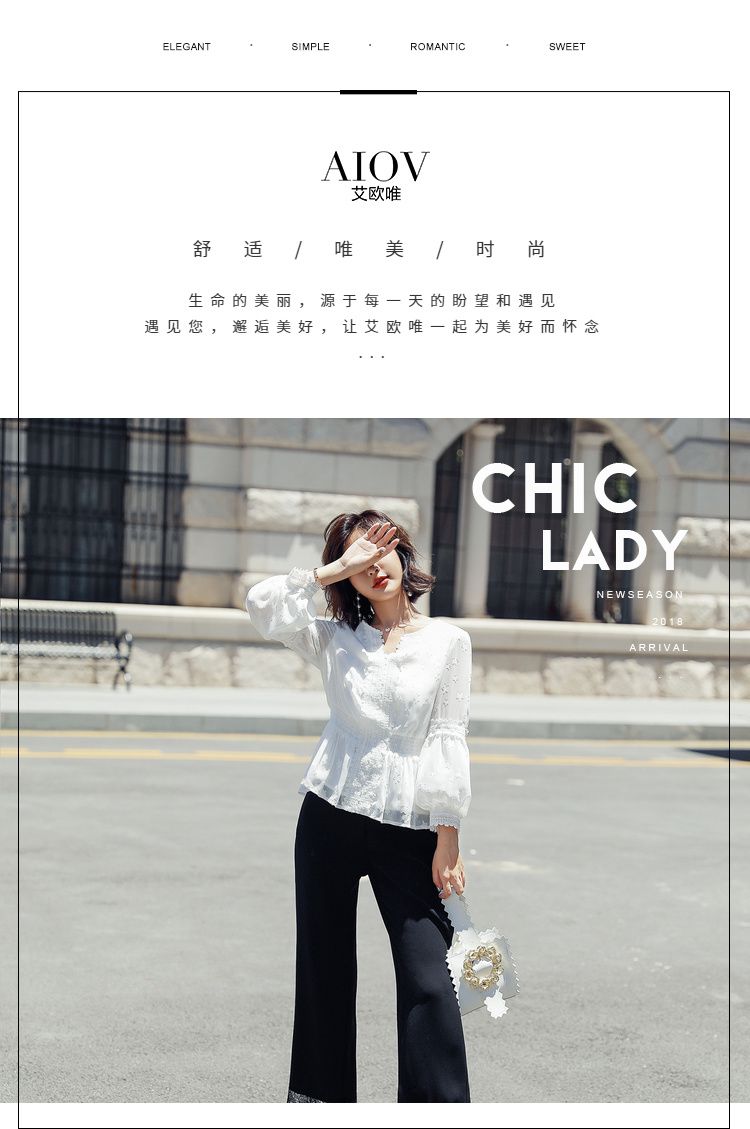 ELEGANT · SIMPLE · ROMANTIC · SWEET
AIOV
艾欧唯
舒适/唯美/时尚
生命的美丽，源于每一天的盼望和遇见
遇见您，邂逅美好，让艾欧唯一起为美好而怀念
...
CHIC
LADY
NEWSEASON
2018
ARRIVAL
...